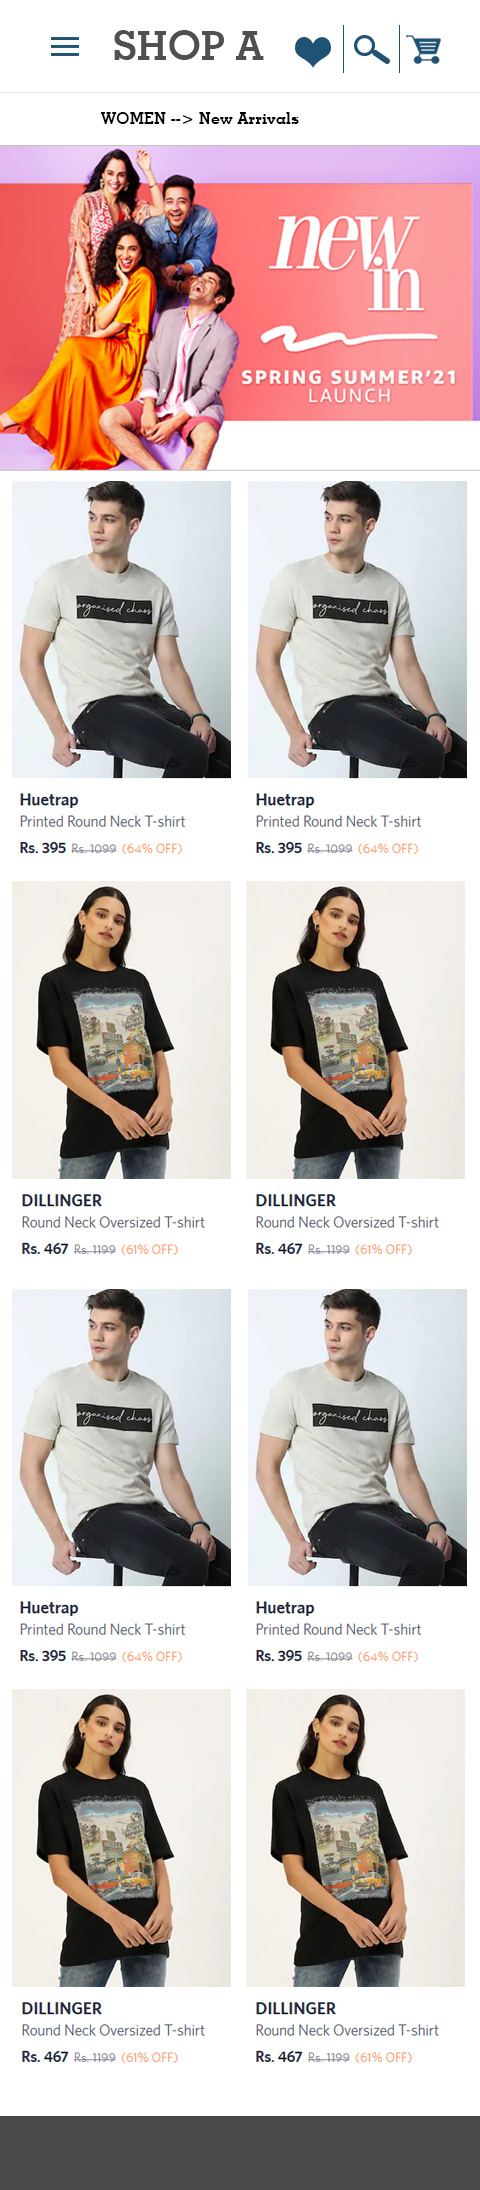 SHOP A
WOMEN --> New Arrivals
new
in
SPRING SUMMER'21
LAUNCH
organised chaos
organised chaos
Huetrap
Printed Round Neck T-shirt
Rs. 395 Rs. 1099 (64% OFF)
Huetrap
Printed Round Neck T-shirt
Rs. 395 Rs. 1099 (64% OFF)
DILLINGER
Round Neck Oversized T-shirt
Rs. 467 Rs. 1199 (61% OFF)
DILLINGER
Round Neck Oversized T-shirt
Rs. 467 Rs. 1199 (61% OFF)
organised chaos
organised chaos
Huetrap
Printed Round Neck T-shirt
Rs. 395 Rs. 1099 (64% OFF)
Huetrap
Printed Round Neck T-shirt
Rs. 395 Rs. 1099 (64% OFF)
DILLINGER
Round Neck Oversized T-shirt
Rs. 467 Rs. 1199 (61% OFF)
DILLINGER
Round Neck Oversized T-shirt
Rs. 467 Rs. 1199 (61% OFF)